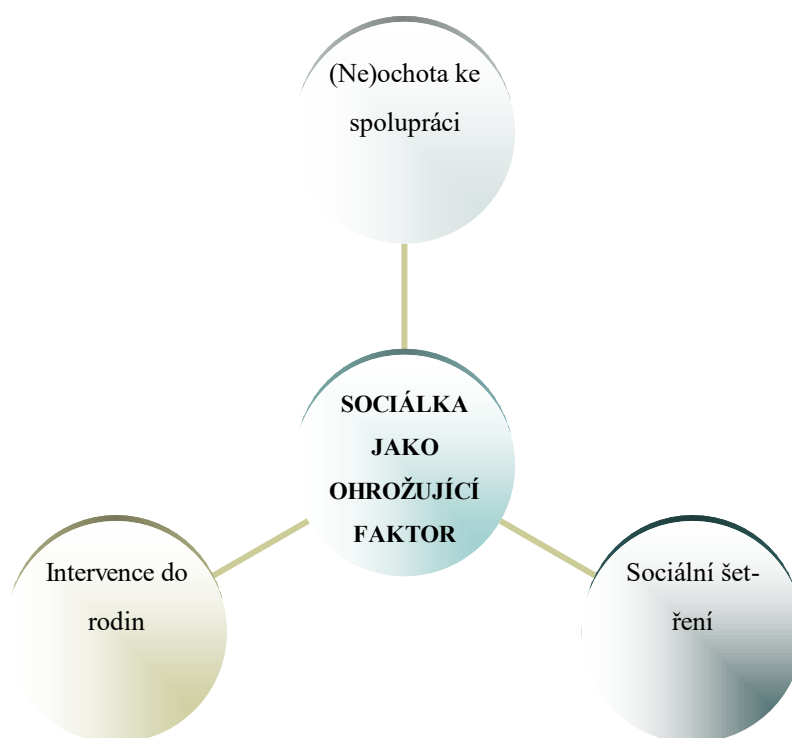 (Ne)ochota ke
spolupráci
SOCIÁLKA
JAKO
OHROŽUJÍCÍ
FAKTOR
Intervence do
rodin
Sociální šet-
ření